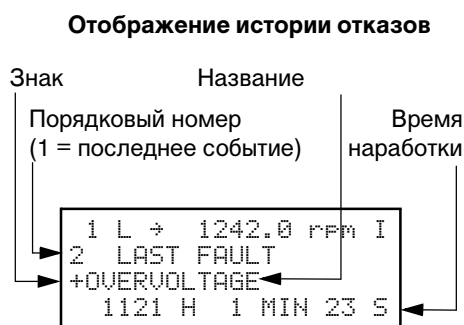 Отображение истории отказов
Знак Название
Порядковый номер Время
(1 = последнее событие) наработки
1 L → 1242.0 rpm I
2 LAST FAULT
+OVERVOLTAGE
1121 H 1 MIN 23 S